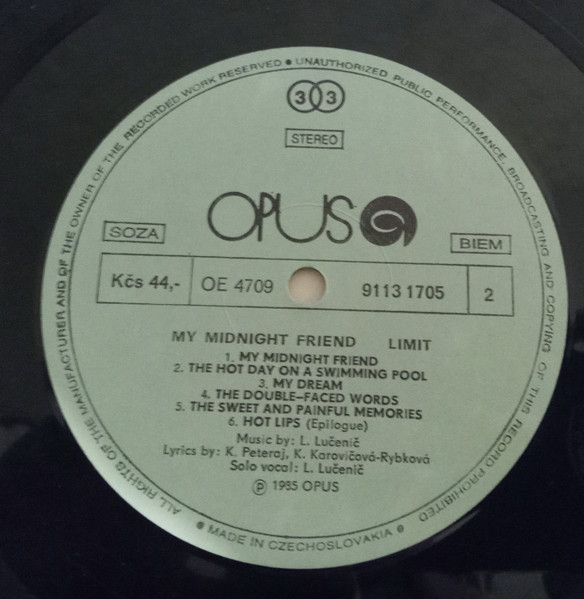 ALL RIGHTS OF THE MANUFACTURER AND OF THE OWNER OF THE RECORDED WORK RESERVED ● UNAUTHORIZED PUBLIC PERFORMANCE, BROADCASTING AND COPYING OF THIS RECORD PROHIBITED
33
STEREO
OPUS
SOZA
BIEM
Kčs 44,- OE 4709 9113 1705 2
MY MIDNIGHT FRIEND LIMIT
1. MY MIDNIGHT FRIEND
2. THE HOT DAY ON A SWIMMING POOL
3. MY DREAM
4. THE DOUBLE–FACED WORDS
5. THE SWEET AND PAINFUL MEMORIES
6. HOT LIPS (Epilogue)
Music by: L. Lučenič
Lyrics by: K. Peteraj, K. Karovičová-Rybková
Solo vocal: L. Lučenič
Ⓟ 1985 OPUS
● MADE IN CZECHOSLOVAKIA ●